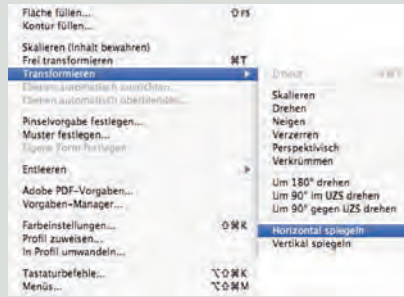 Fläche füllen... ⇧F5
Kontur füllen...
Skalieren (Inhalt bewahren)
Frei transformieren ⌘T
Transformieren
Ebenen automatisch ausrichten...
Ebenen automatisch überblenden...
Pinselvorgabe festlegen...
Muster festlegen...
Eigene Form festlegen
Entleeren
Adobe PDF-Vorgaben...
Vorgaben-Manager...
Farbeinstellungen... ⇧⌘K
Profil zuweisen...
In Profil umwandeln...
Tastaturbefehle... ⌥⇧⌘K
Menüs... ⌥⇧⌘M
Erneut ⇧⌘T
Skalieren
Drehen
Neigen
Verzerren
Perspektivisch
Verkrümmen
Um 180° drehen
Um 90° im UZS drehen
Um 90° gegen UZS drehen
Horizontal spiegeln
Vertikal spiegeln